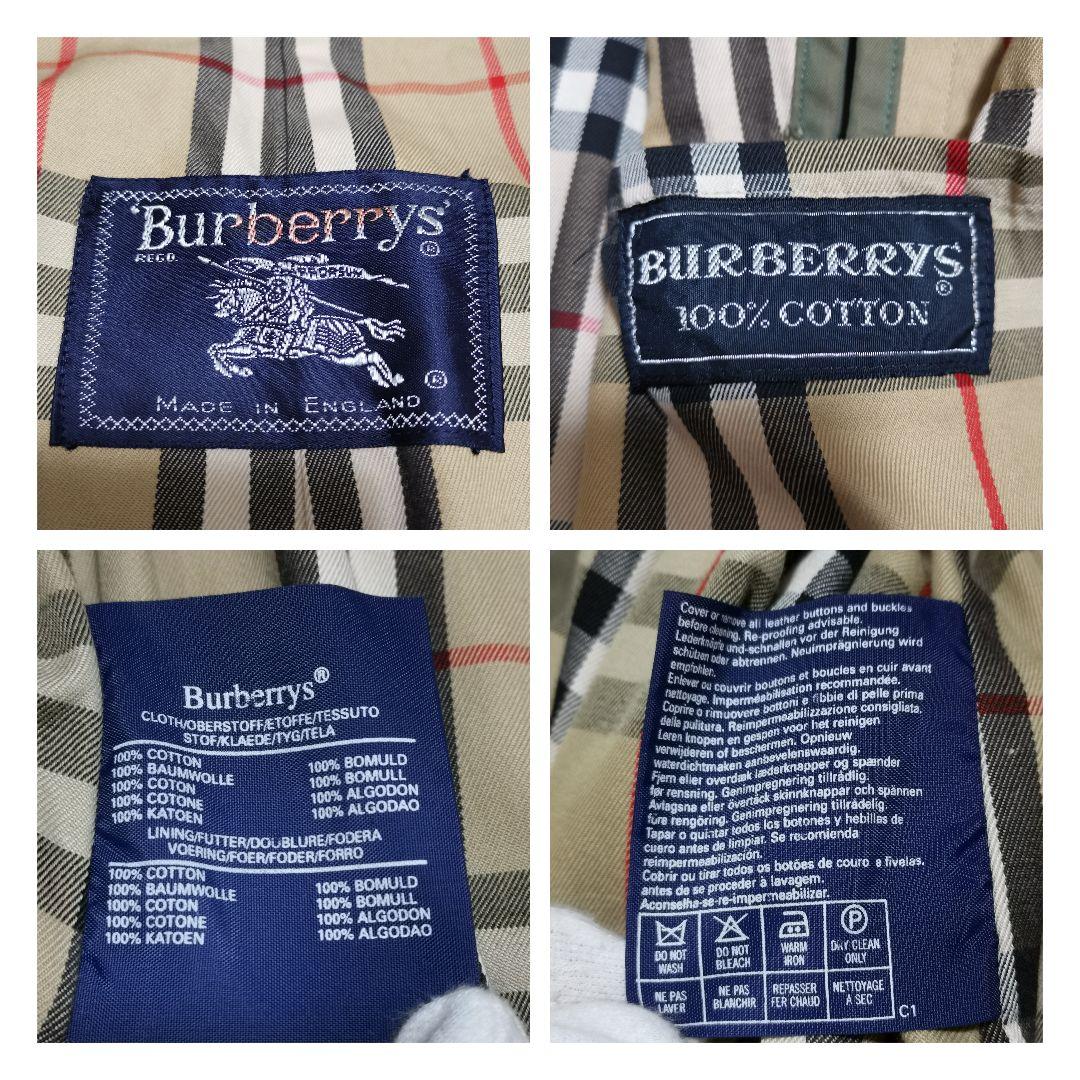 Burberrys
REGD. ®
PRORSUM
®
MADE IN ENGLAND
BURBERRYS
®
100% COTTON
Burberrys®
CLOTH/OBERSTOFF/ETOFFE/TESSUTO
STOF/KLAEDE/TYG/TELA
100% COTTON 100% BOMULD
100% BAUMWOLLE 100% BOMULL
100% COTON 100% ALGODON
100% COTONE 100% ALGODAO
100% KATOEN
LINING/FUTTER/DOUBLURE/FODERA
VOERING/FOER/FODER/FORRO
100% COTTON 100% BOMULD
100% BAUMWOLLE 100% BOMULL
100% COTON 100% ALGODON
100% COTONE 100% ALGODAO
100% KATOEN
Cover or remove all leather buttons and buckles
before cleaning. Re-proofing advisable.
Lederknöpfe und-schnallen vor der Reinigung
schützen oder abtrennen. Neuimprägnierung wird
empfohlen.
Enlever ou couvrir boutons et boucles en cuir avant
nettoyage. Imperméabilisation recommandée.
Coprire o rimuovere bottoni e fibbie di pelle prima
della pulitura. Reimpermeabilizzazione consigliata.
Leren knopen en gespen voor het reinigen
verwijderen of beschermen. Opnieuw
waterdichtmaken aanbevelenswaardig.
Fjern eller overdæk læderknapper og spænder
før rensning. Genimpregnering tilrådlig.
Avlagsna eller övertäck skinnknappar och spännen
före rengöring. Genimpregnering tillrådelig.
Tapar o quintar todos los botones y hebillas de
cuero antes de limpiar. Se recomienda
reimpermeabilización.
Cobrir ou tirar todos os botões de couro e fivelas.
antes de se proceder à lavagem.
Aconselha-se-re-impermeabilizar.
P
DO NOT WASH DO NOT BLEACH WARM IRON DRY CLEAN ONLY
NE PAS LAVER NE PAS BLANCHIR REPASSER FER CHAUD NETTOYAGE A SEC
C1